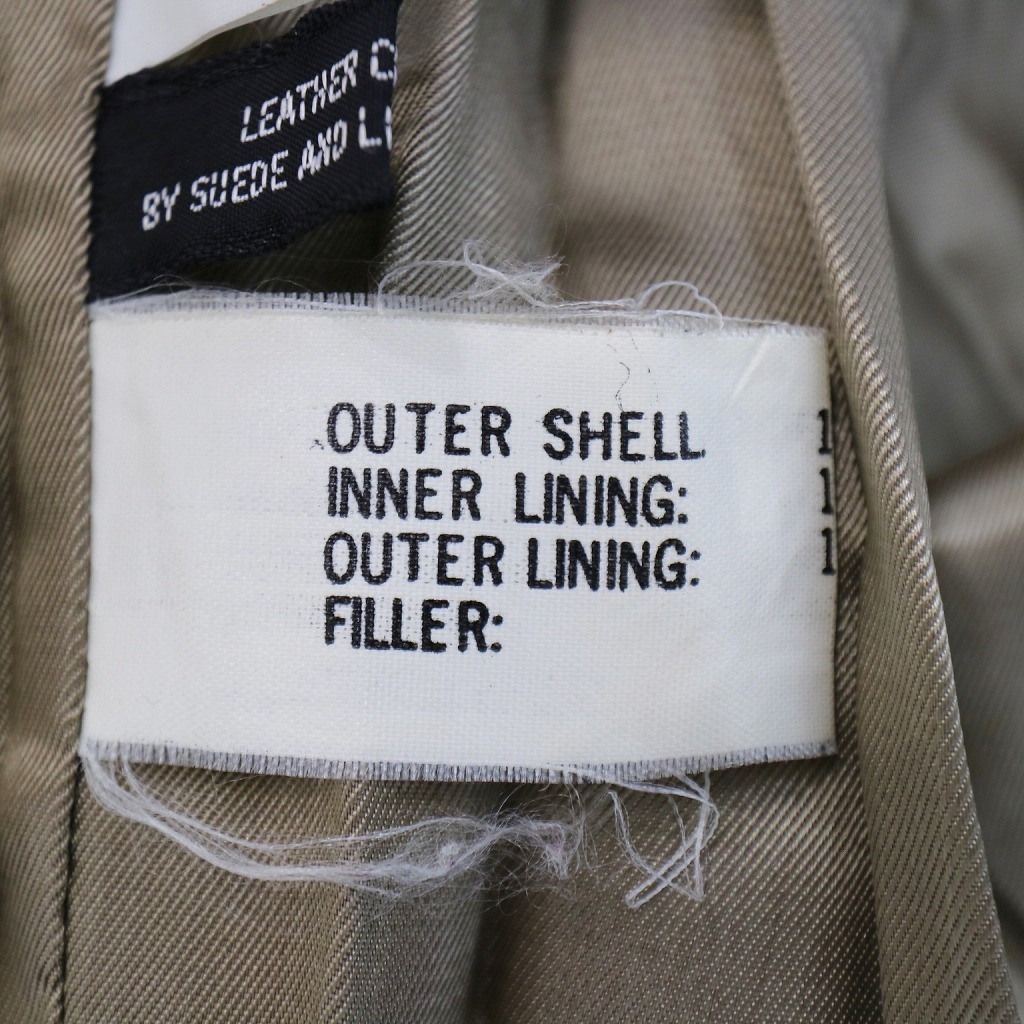 LEATHER
BY SUEDE AND
OUTER SHELL
INNER LINING:
OUTER LINING:
FILLER: